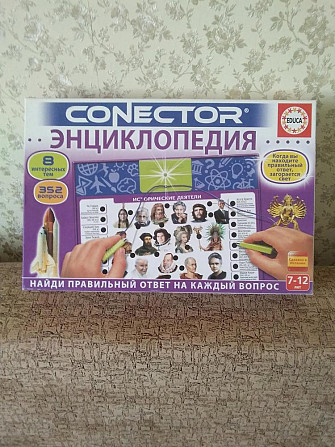 CONECTOR®
EDUCA
ЭНЦИКЛОПЕДИЯ
8
интересных
тем
352
вопроса
Когда вы
находите
правильный
ответ,
загорается
свет
ИСТОРИЧЕСКИЕ ДЕЯТЕЛИ
НАЙДИ ПРАВИЛЬНЫЙ ОТВЕТ НА КАЖДЫЙ ВОПРОС
7-12
лет